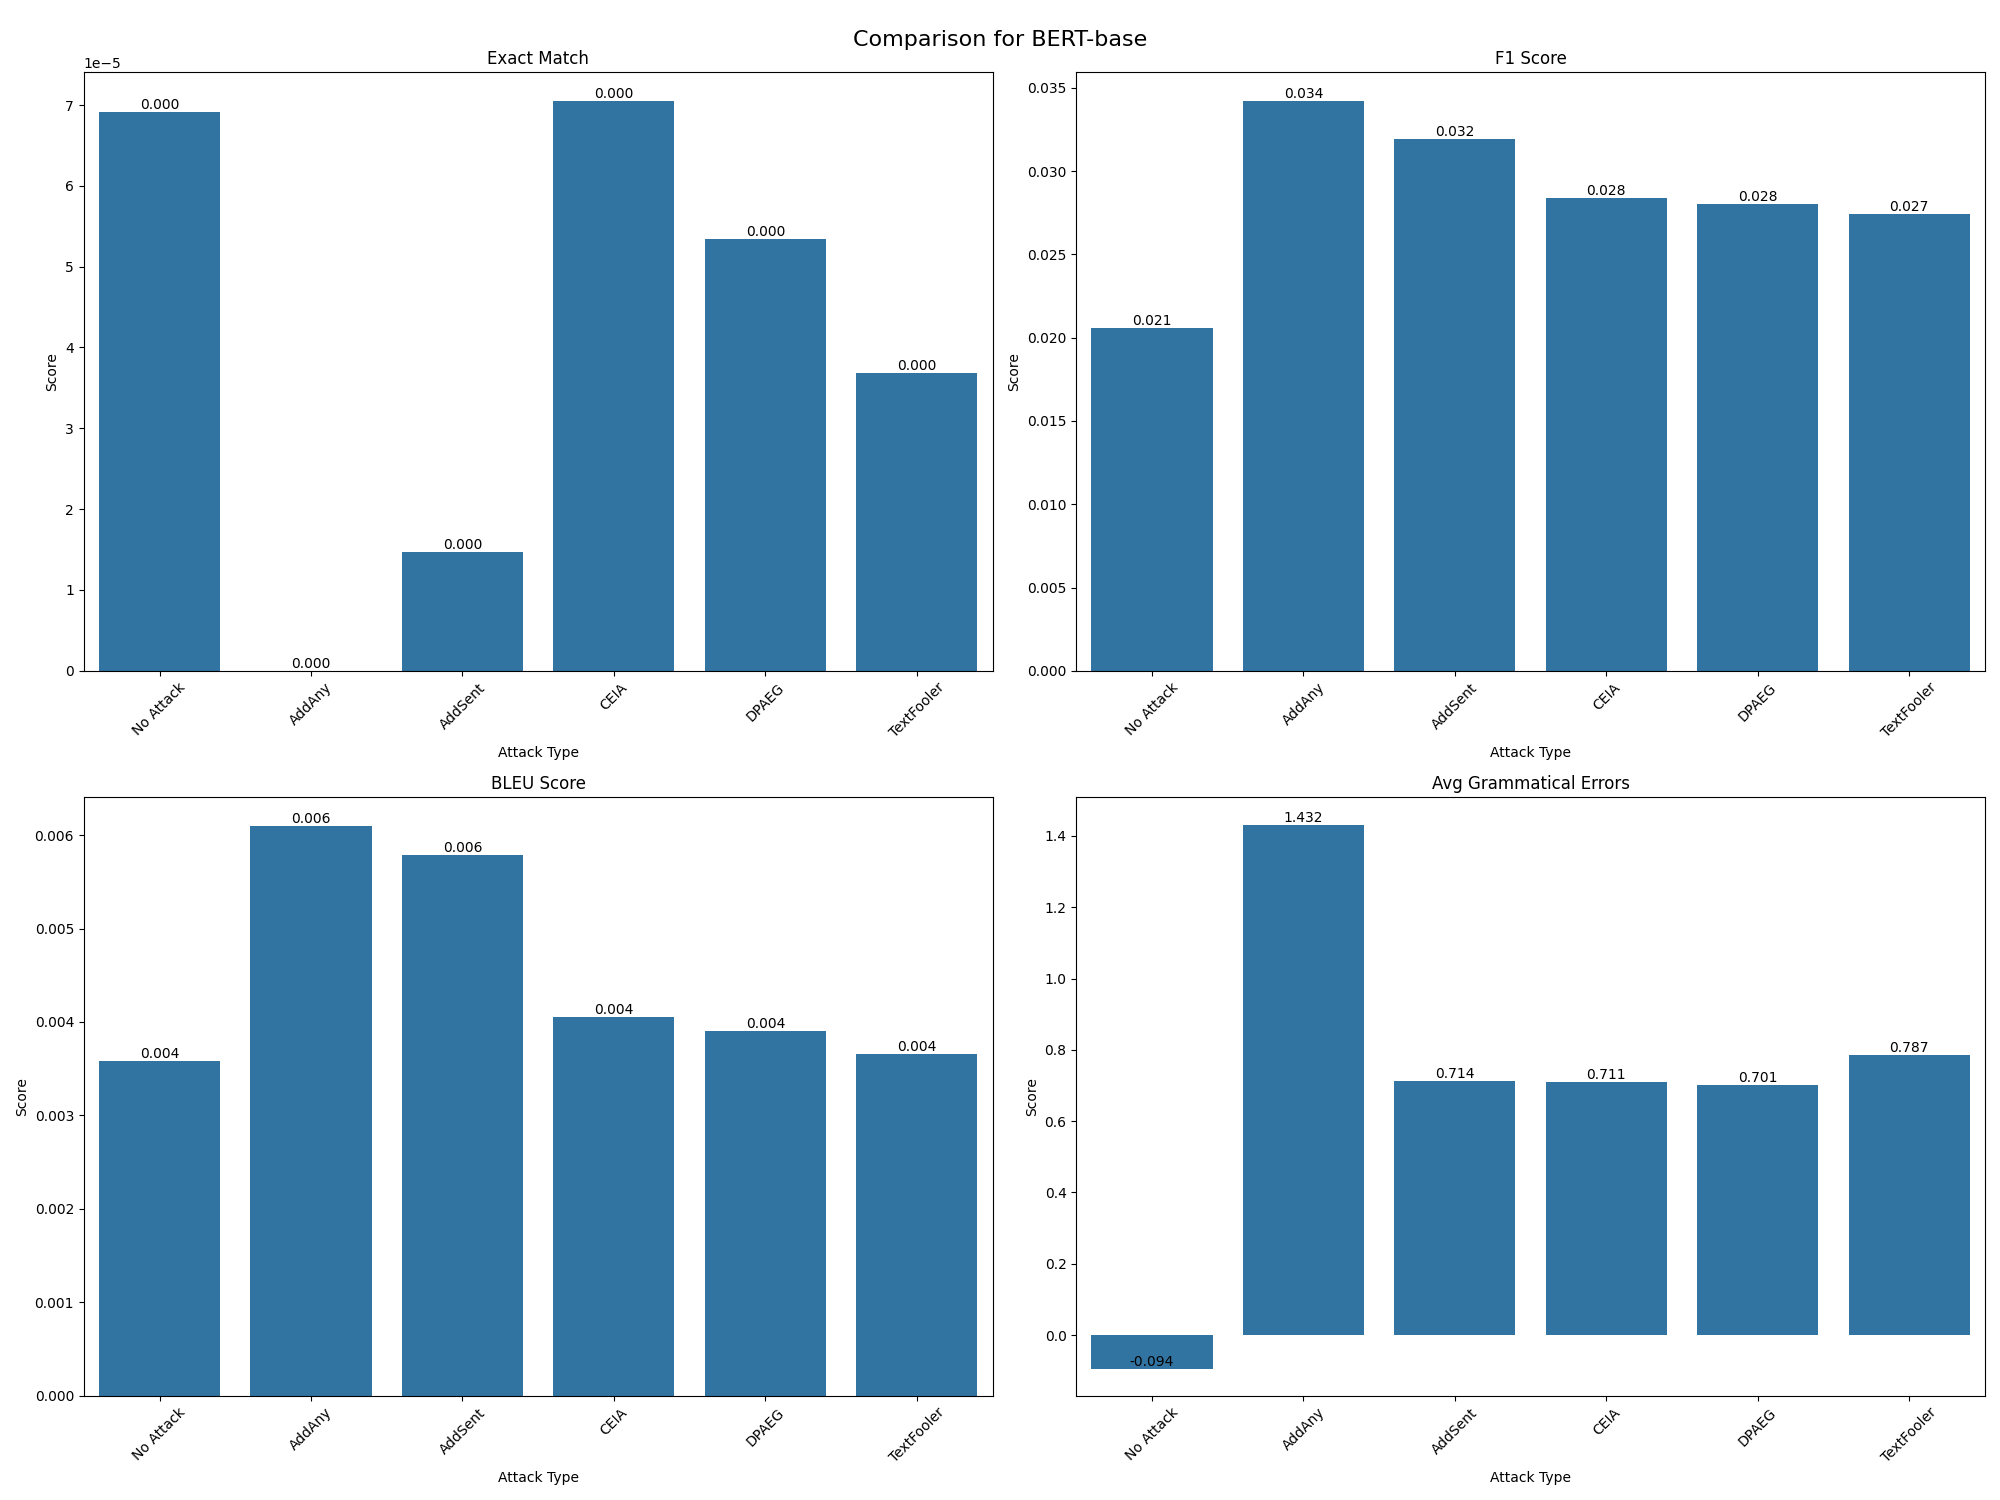 Comparison for BERT-base
Exact Match
1e−5
7
6
5
4
3
2
1
0
Score
0.000
0.000
0.000
0.000
0.000
0.000
No Attack
AddAny
AddSent
CEIA
DPAEG
TextFooler
Attack Type
F1 Score
0.035
0.030
0.025
0.020
0.015
0.010
0.005
0.000
Score
0.021
0.034
0.032
0.028
0.028
0.027
No Attack
AddAny
AddSent
CEIA
DPAEG
TextFooler
Attack Type
BLEU Score
0.006
0.005
0.004
0.003
0.002
0.001
0.000
Score
0.004
0.006
0.006
0.004
0.004
0.004
No Attack
AddAny
AddSent
CEIA
DPAEG
TextFooler
Attack Type
Avg Grammatical Errors
1.4
1.2
1.0
0.8
0.6
0.4
0.2
0.0
Score
-0.094
1.432
0.714
0.711
0.701
0.787
No Attack
AddAny
AddSent
CEIA
DPAEG
TextFooler
Attack Type